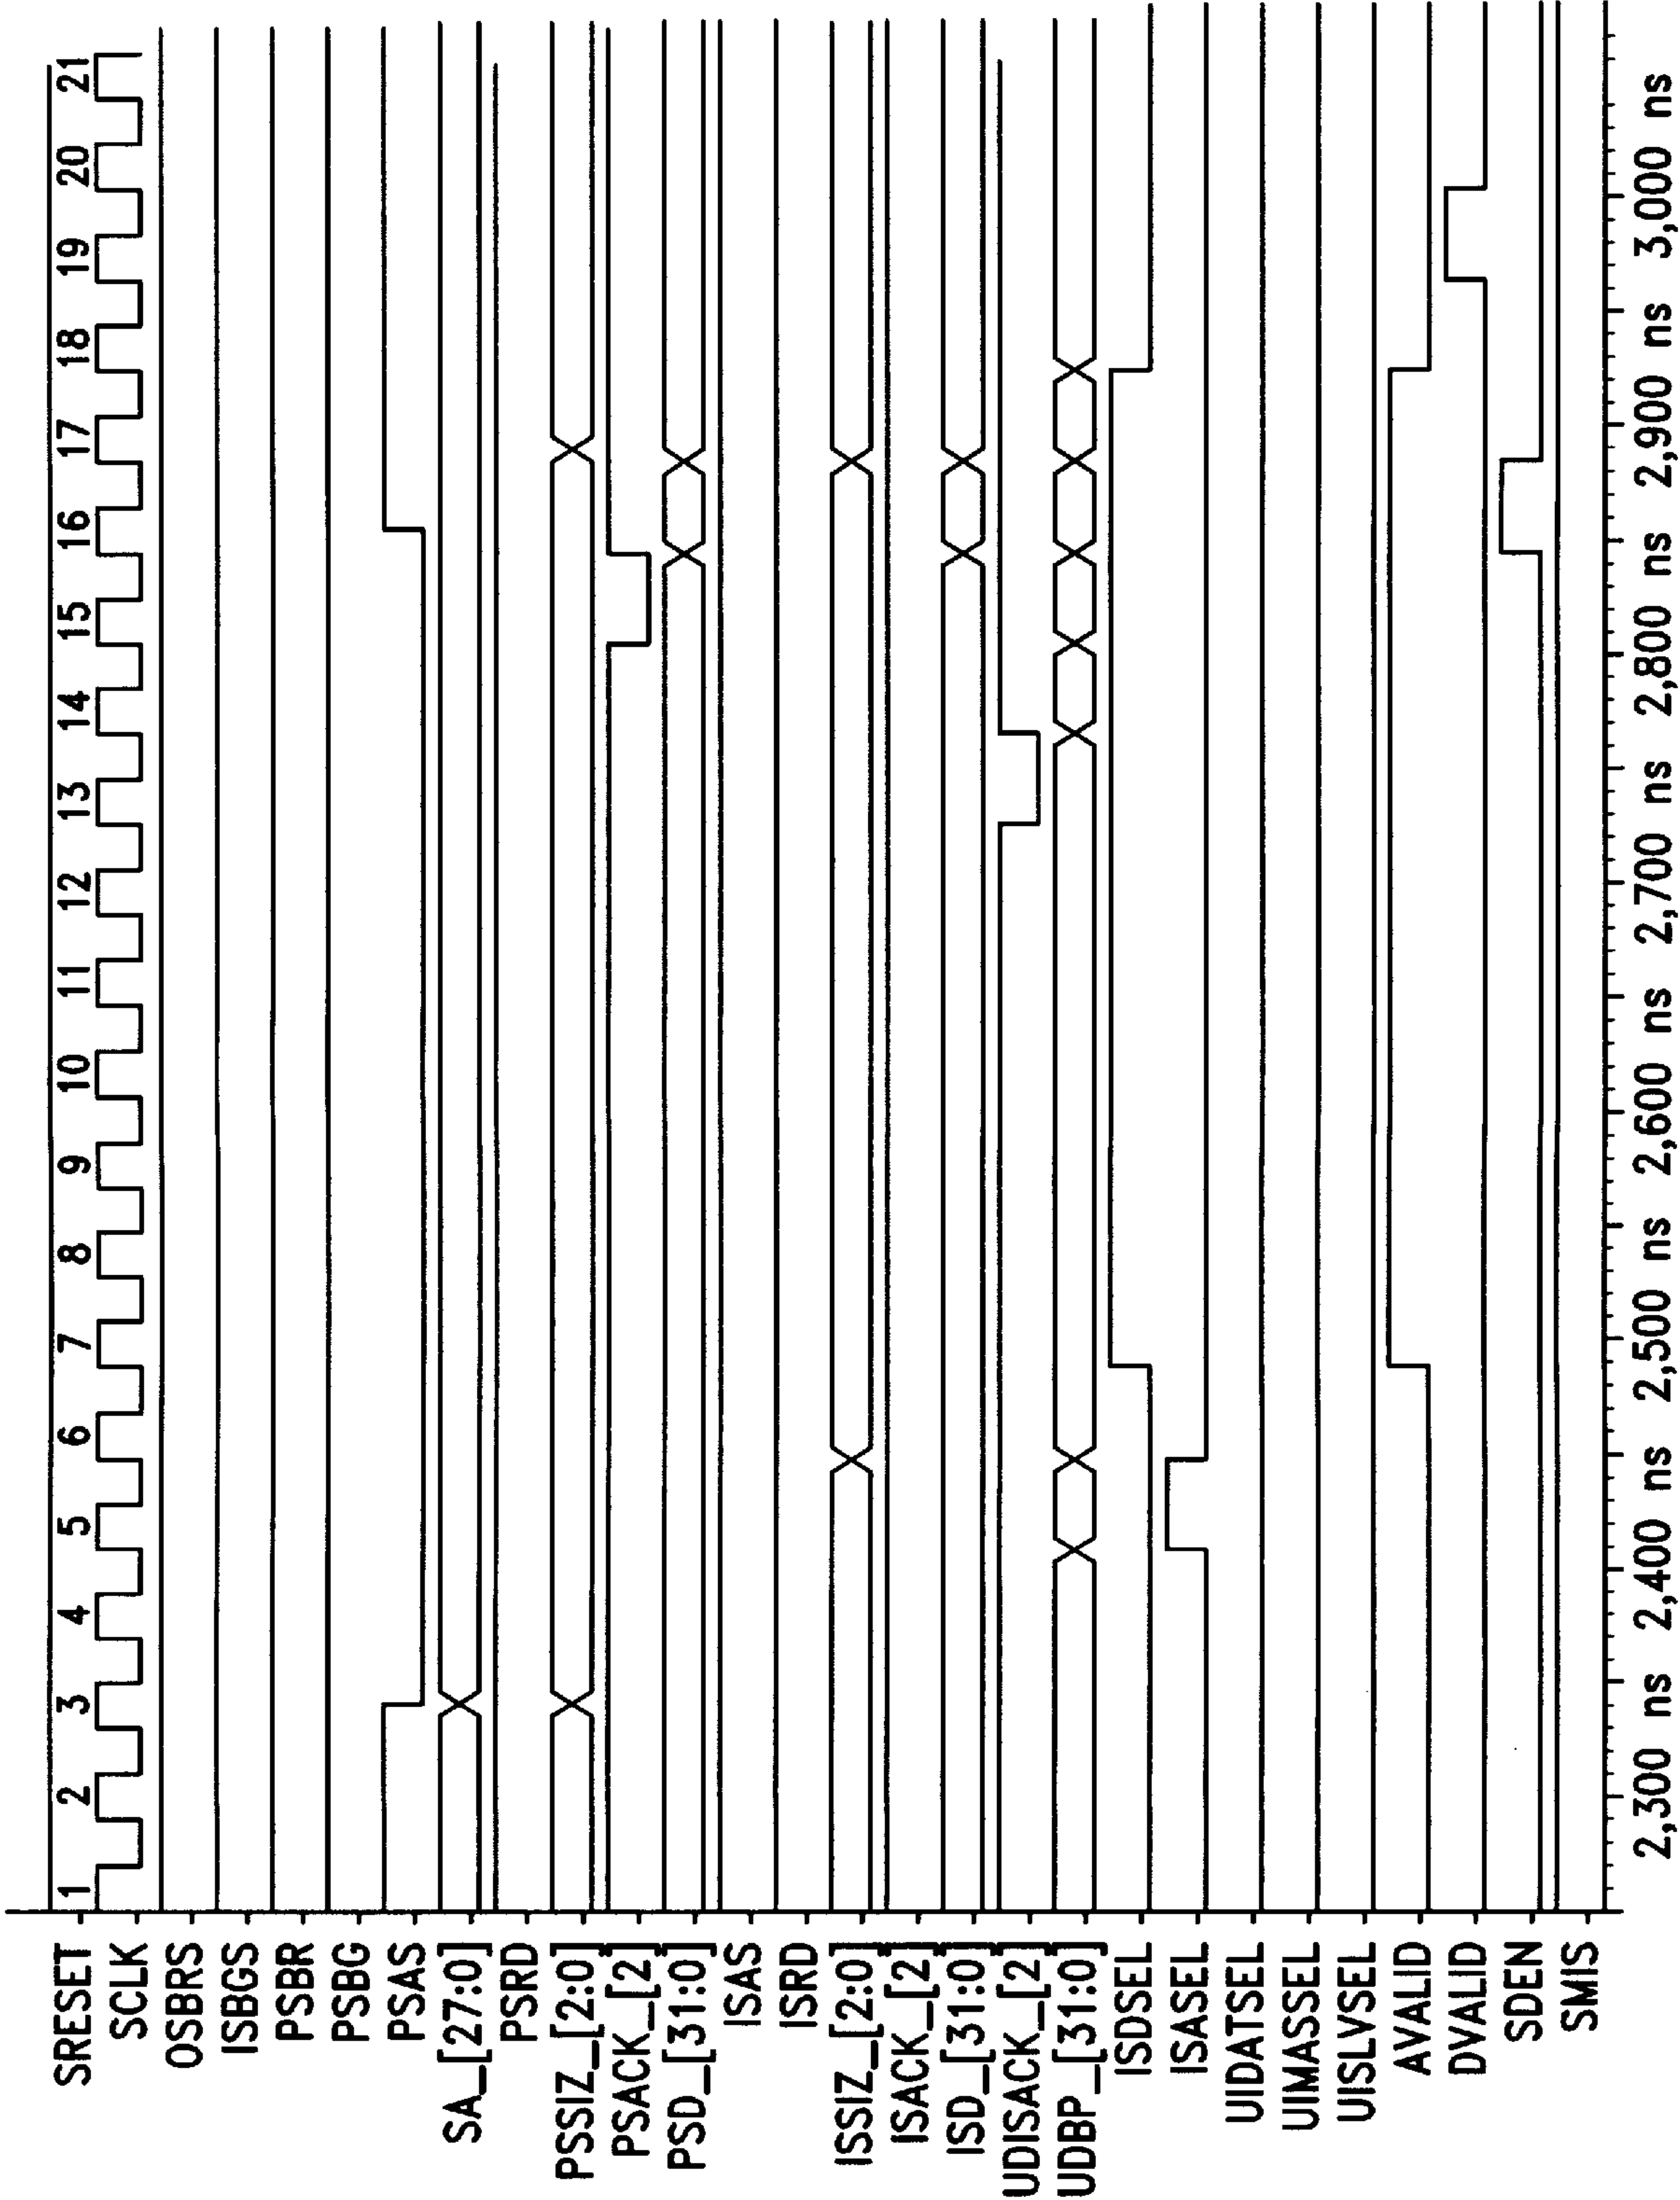 1 2 3 4 5 6 7 8 9 10 11 12 13 14 15 16 17 18 19 20 21
SRESET
SCLK
OSBRS
ISBGS
PSBR
PSBG
PSAS
SA_[27:0]
PSRD
PSSIZ_[2:0]
PSACK_[2]
PSD_[31:0]
ISAS
ISRD
ISSIZ_[2:0]
ISACK_[2]
ISD_[31:0]
UDISACK_[2]
UDBP_[31:0]
ISDSEL
ISASEL
UIDATSEL
UIMASSEL
UISLVSEL
AVALID
DVALID
SDEN
SMIS
2,300 ns 2,400 ns 2,500 ns 2,600 ns 2,700 ns 2,800 ns 2,900 ns 3,000 ns